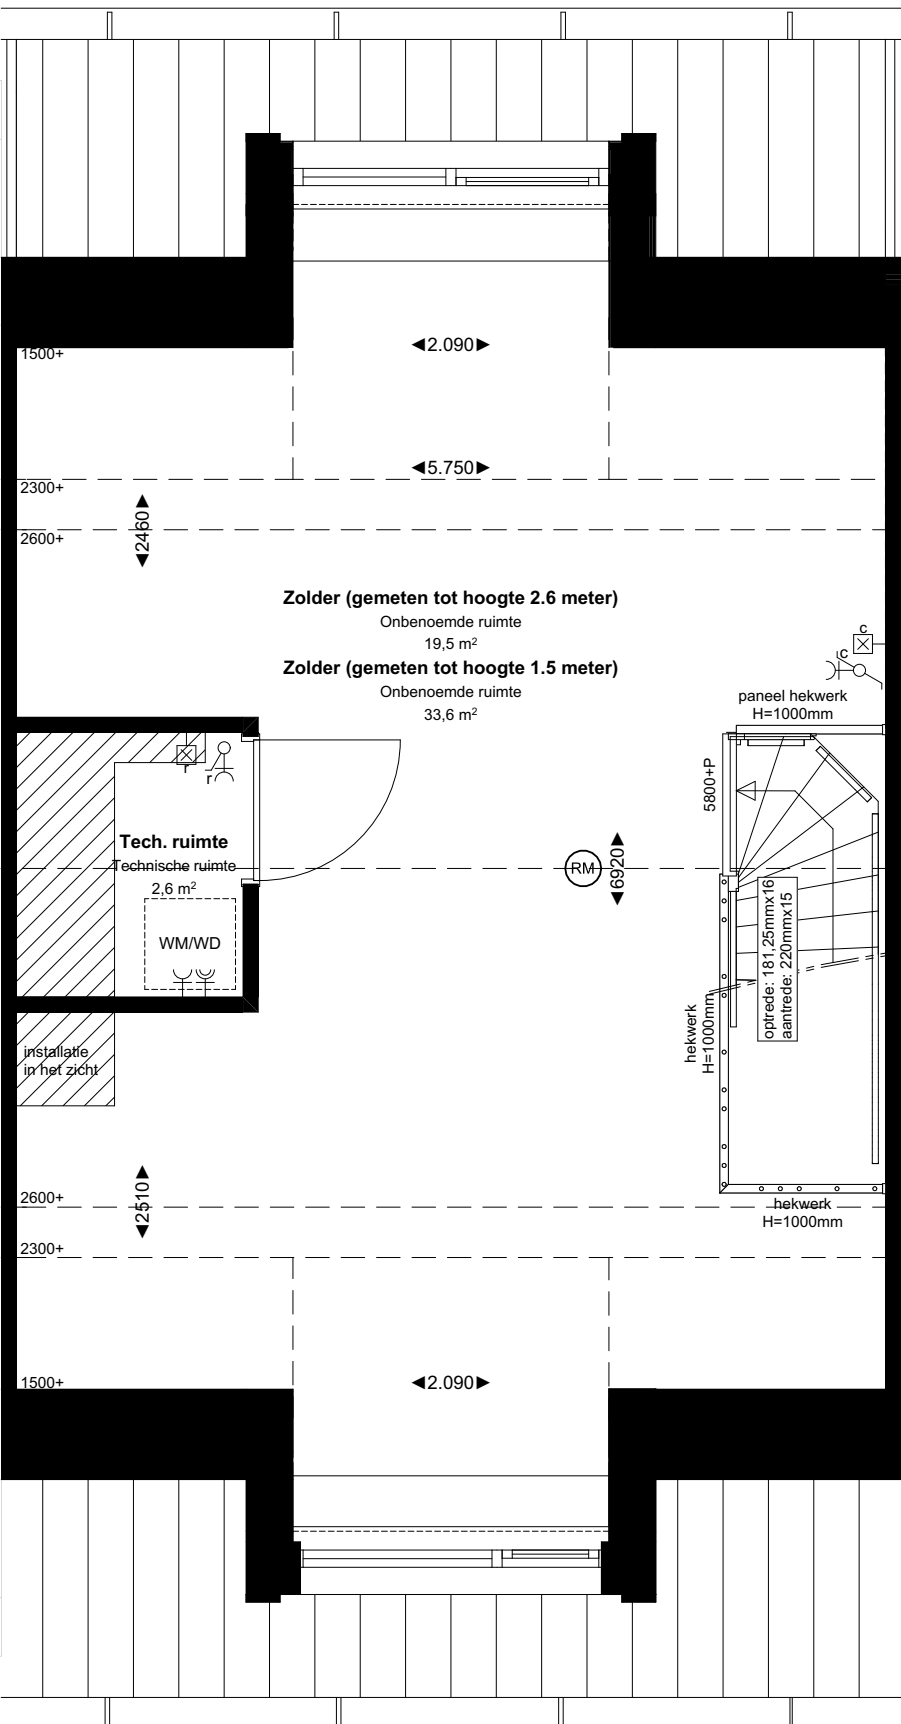 2.090
1500+
5.750
2300+
2460
2600+
Zolder (gemeten tot hoogte 2.6 meter)
Onbenoemde ruimte
19,5 m²
Zolder (gemeten tot hoogte 1.5 meter)
Onbenoemde ruimte
33,6 m²
c
c
paneel hekwerk
H=1000mm
r
r
5800+P
Tech. ruimte
Technische ruimte
2,6 m²
RM
6920
WM/WD
optrede: 181,25mmx16
aantrede: 220mmx15
hekwerk
H=1000mm
installatie
in het zicht
2510
2600+
hekwerk
H=1000mm
2300+
1500+
2.090